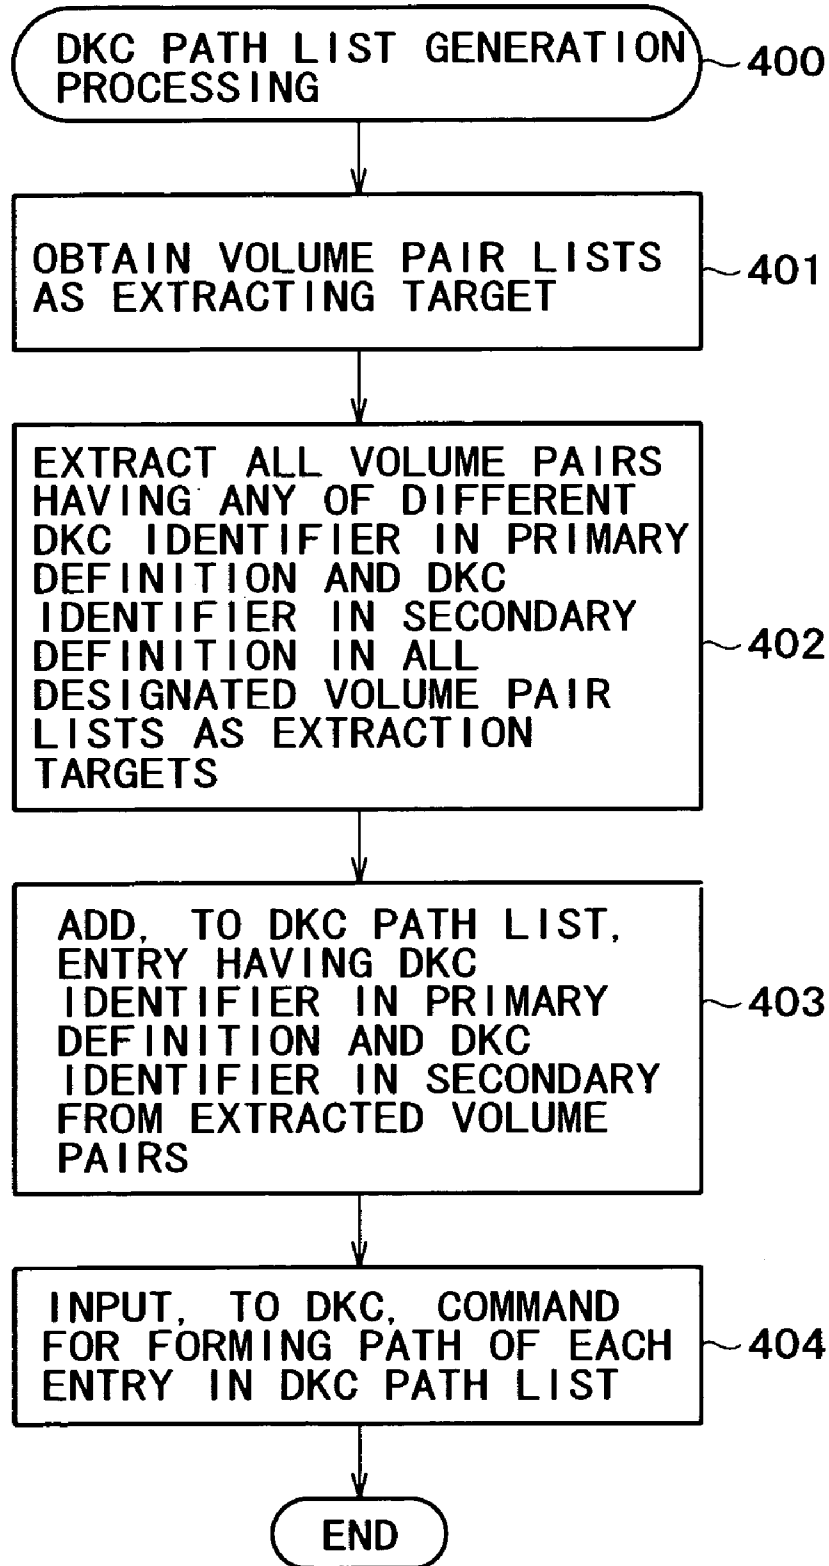 DKC PATH LIST GENERATION
PROCESSING
400
OBTAIN VOLUME PAIR LISTS
AS EXTRACTING TARGET
401
EXTRACT ALL VOLUME PAIRS
HAVING ANY OF DIFFERENT
DKC IDENTIFIER IN PRIMARY
DEFINITION AND DKC
IDENTIFIER IN SECONDARY
DEFINITION IN ALL
DESIGNATED VOLUME PAIR
LISTS AS EXTRACTION
TARGETS
402
ADD, TO DKC PATH LIST,
ENTRY HAVING DKC
IDENTIFIER IN PRIMARY
DEFINITION AND DKC
IDENTIFIER IN SECONDARY
FROM EXTRACTED VOLUME
PAIRS
403
INPUT, TO DKC, COMMAND
FOR FORMING PATH OF EACH
ENTRY IN DKC PATH LIST
404
END